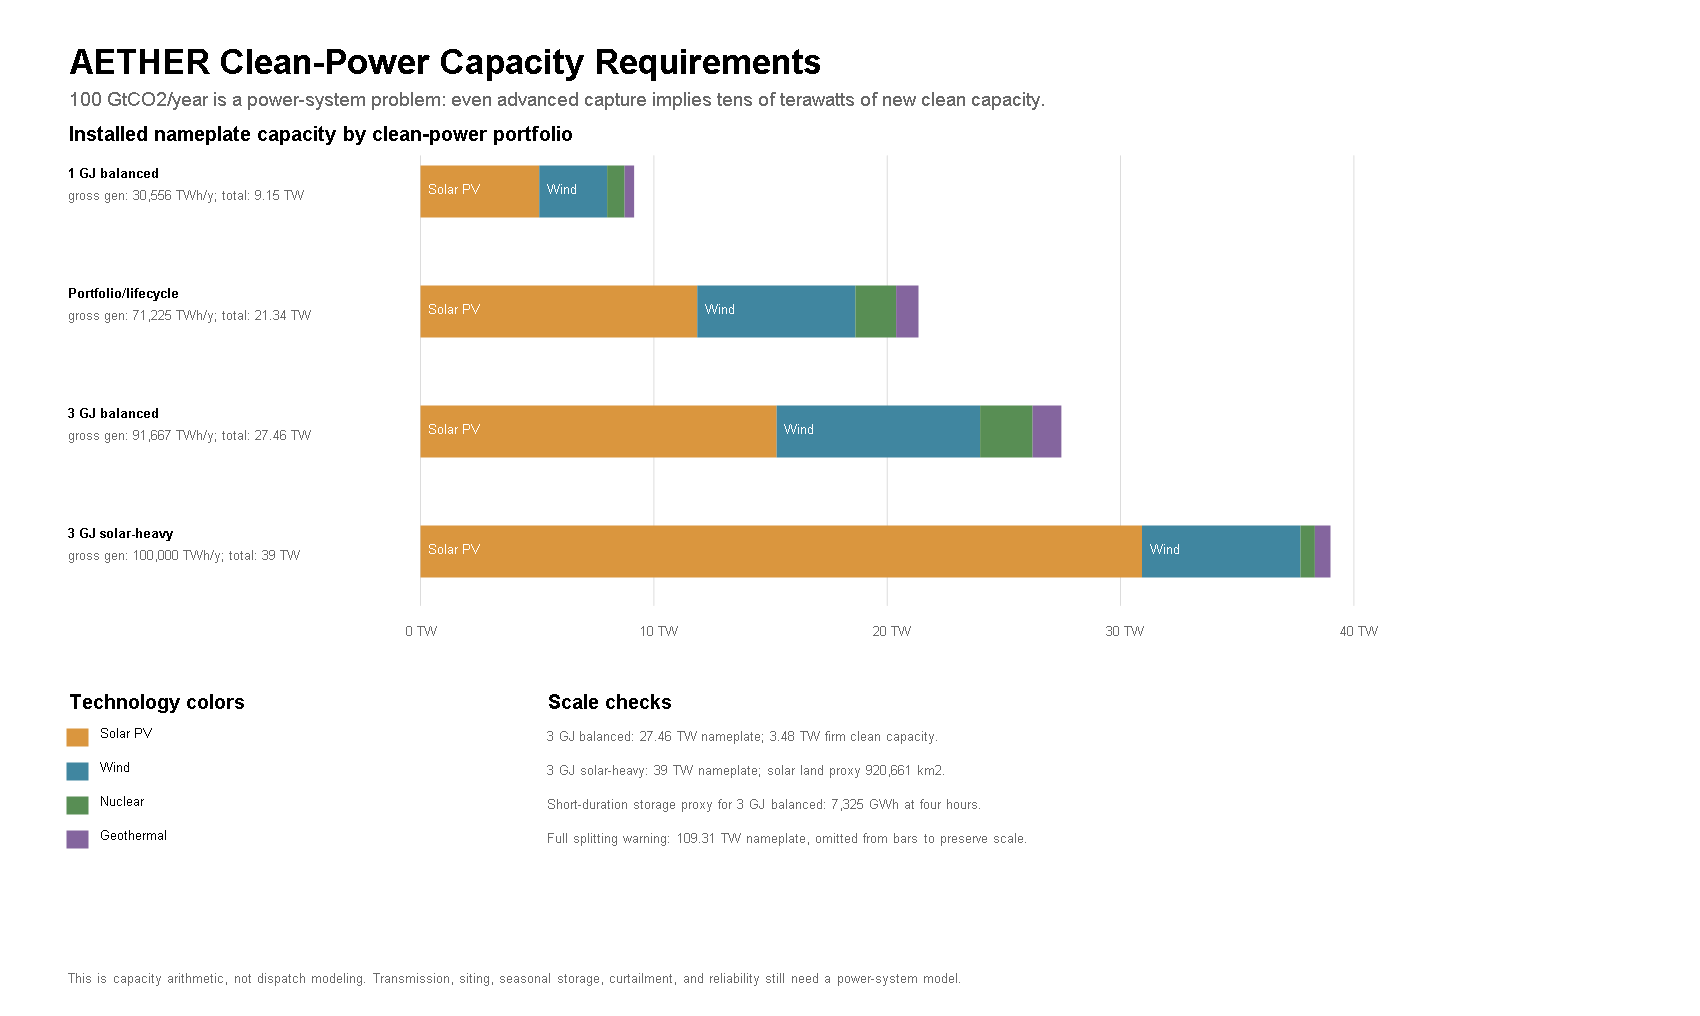 AETHER Clean-Power Capacity Requirements
100 GtCO2/year is a power-system problem: even advanced capture implies tens of terawatts of new clean capacity.
Installed nameplate capacity by clean-power portfolio
1 GJ balanced
gross gen: 30,556 TWh/y; total: 9.15 TW
Solar PV
Wind
Portfolio/lifecycle
gross gen: 71,225 TWh/y; total: 21.34 TW
Solar PV
Wind
3 GJ balanced
gross gen: 91,667 TWh/y; total: 27.46 TW
Solar PV
Wind
3 GJ solar-heavy
gross gen: 100,000 TWh/y; total: 39 TW
Solar PV
Wind
0 TW
10 TW
20 TW
30 TW
40 TW
Technology colors
Solar PV
Wind
Nuclear
Geothermal
Scale checks
3 GJ balanced: 27.46 TW nameplate; 3.48 TW firm clean capacity.
3 GJ solar-heavy: 39 TW nameplate; solar land proxy 920,661 km2.
Short-duration storage proxy for 3 GJ balanced: 7,325 GWh at four hours.
Full splitting warning: 109.31 TW nameplate, omitted from bars to preserve scale.
This is capacity arithmetic, not dispatch modeling. Transmission, siting, seasonal storage, curtailment, and reliability still need a power-system model.